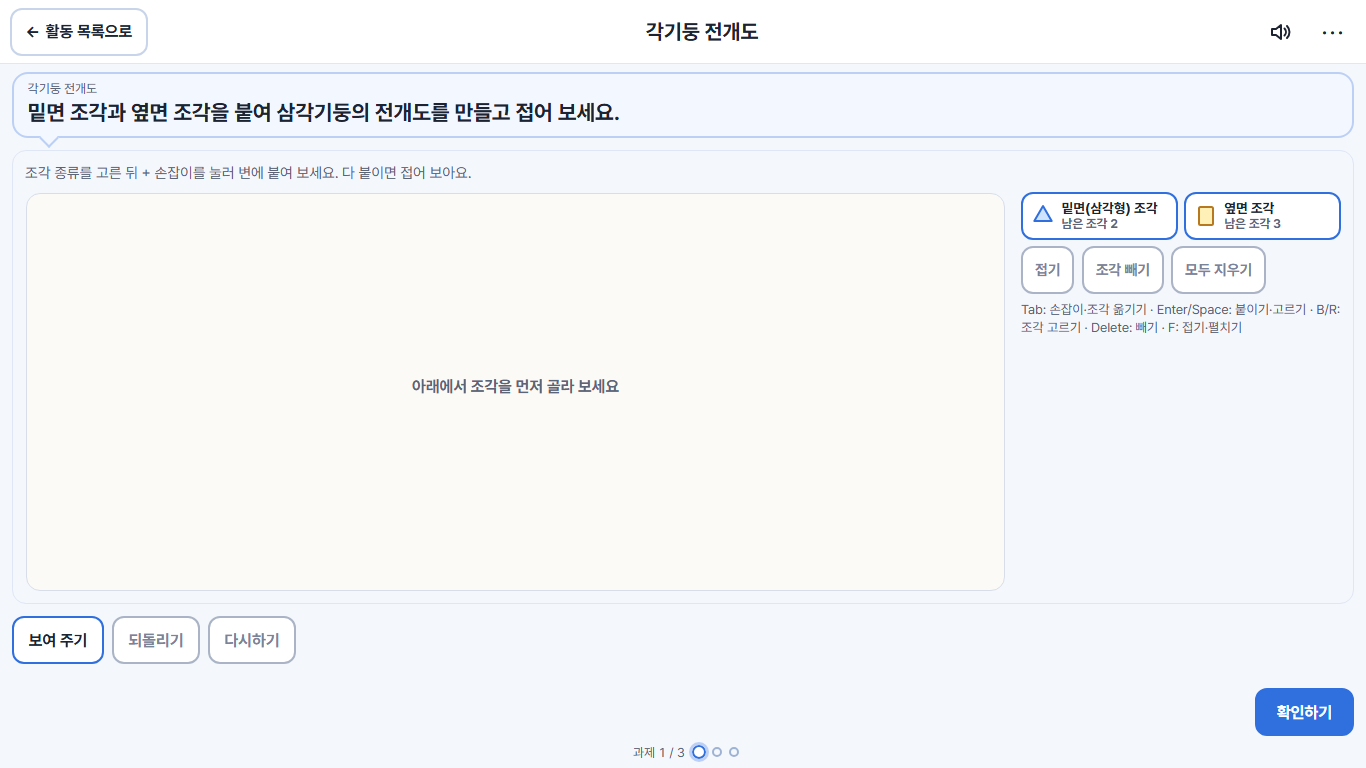 ← 활동 목록으로
각기둥 전개도
각기둥 전개도
밑면 조각과 옆면 조각을 붙여 삼각기둥의 전개도를 만들고 접어 보세요.
조각 종류를 고른 뒤 + 손잡이를 눌러 변에 붙여 보세요. 다 붙이면 접어 보아요.
아래에서 조각을 먼저 골라 보세요
밑면(삼각형) 조각
남은 조각 2
옆면 조각
남은 조각 3
접기
조각 빼기
모두 지우기
Tab: 손잡이·조각 옮기기 · Enter/Space: 붙이기·고르기 · B/R:
조각 고르기 · Delete: 빼기 · F: 접기·펼치기
보여 주기
되돌리기
다시하기
확인하기
과제 1 / 3